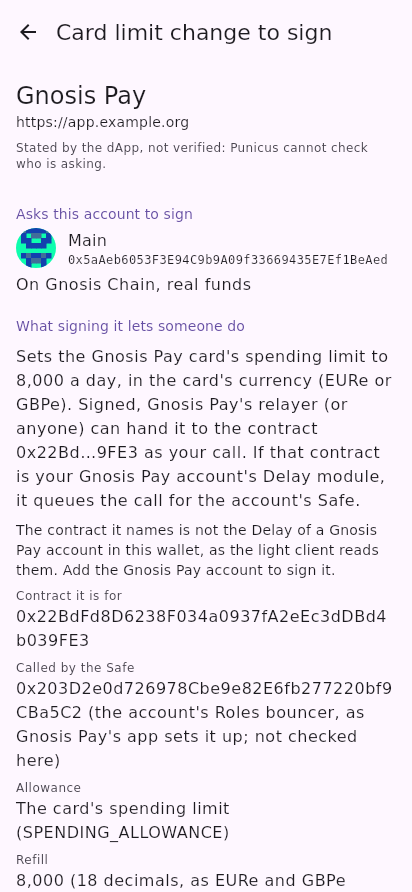 Card limit change to sign
Gnosis Pay
https://app.example.org
Stated by the dApp, not verified: Punicus cannot check
who is asking.
Asks this account to sign
Main
0x5aAeb6053F3E94C9b9A09f33669435E7Ef1BeAed
On Gnosis Chain, real funds
What signing it lets someone do
Sets the Gnosis Pay card's spending limit to
8,000 a day, in the card's currency (EURe or
GBPe). Signed, Gnosis Pay's relayer (or
anyone) can hand it to the contract
0x22Bd…9FE3 as your call. If that contract
is your Gnosis Pay account's Delay module,
it queues the call for the account's Safe.
The contract it names is not the Delay of a Gnosis
Pay account in this wallet, as the light client reads
them. Add the Gnosis Pay account to sign it.
Contract it is for
0x22BdFd8D6238F034a0937fA2eEc3dDBd4
b039FE3
Called by the Safe
0x203D2e0d726978Cbe9e82E6fb277220bf9
CBa5C2 (the account's Roles bouncer, as
Gnosis Pay's app sets it up; not checked
here)
Allowance
The card's spending limit
(SPENDING_ALLOWANCE)
Refill
8,000 (18 decimals, as EURe and GBPe